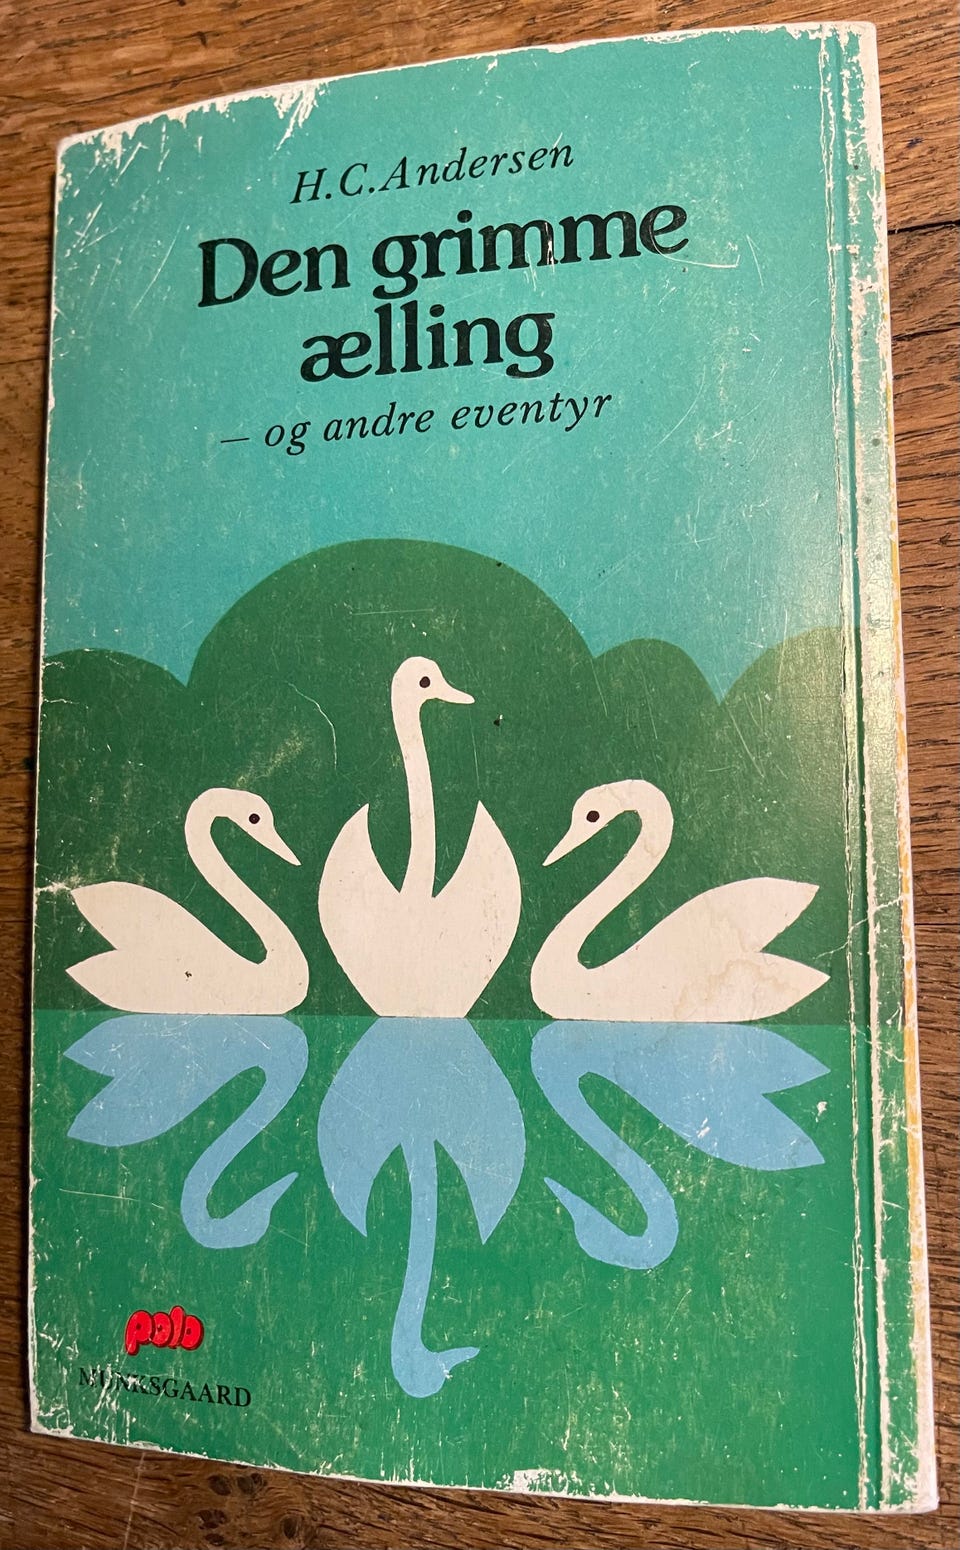 H.C.Andersen
Den grimme
ælling
– og andre eventyr
polo
MUNKSGAARD